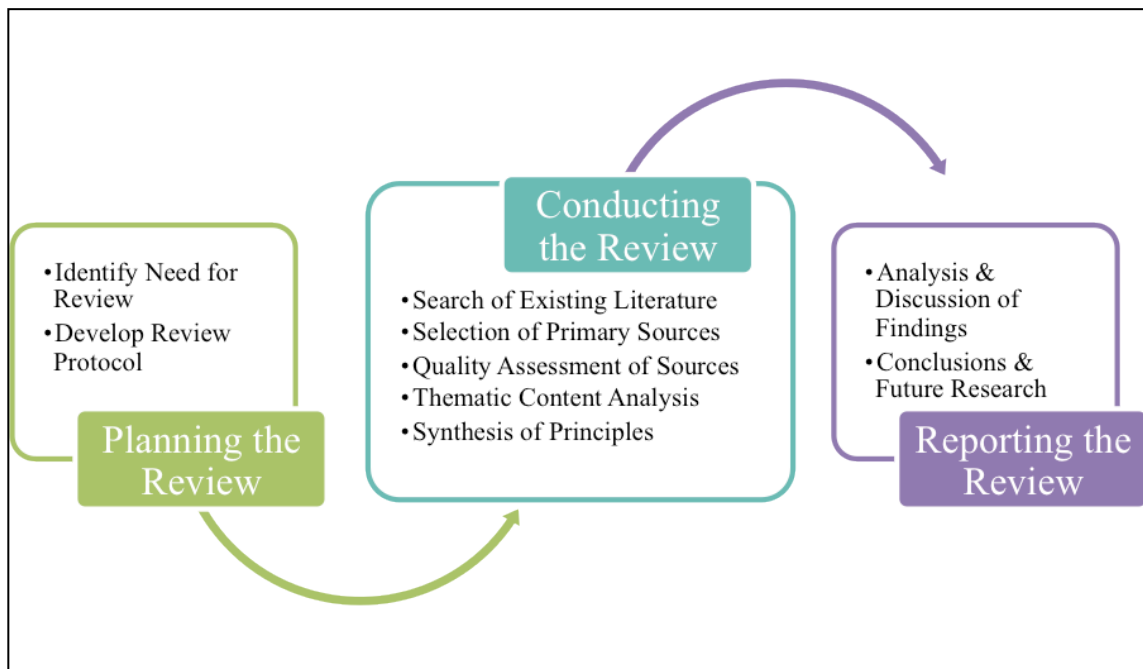 •Identify Need for
Review
•Develop Review
Protocol
Planning the
Review
Conducting
the Review
•Search of Existing Literature
•Selection of Primary Sources
•Quality Assessment of Sources
•Thematic Content Analysis
•Synthesis of Principles
•Analysis &
Discussion of
Findings
•Conclusions &
Future Research
Reporting the
Review